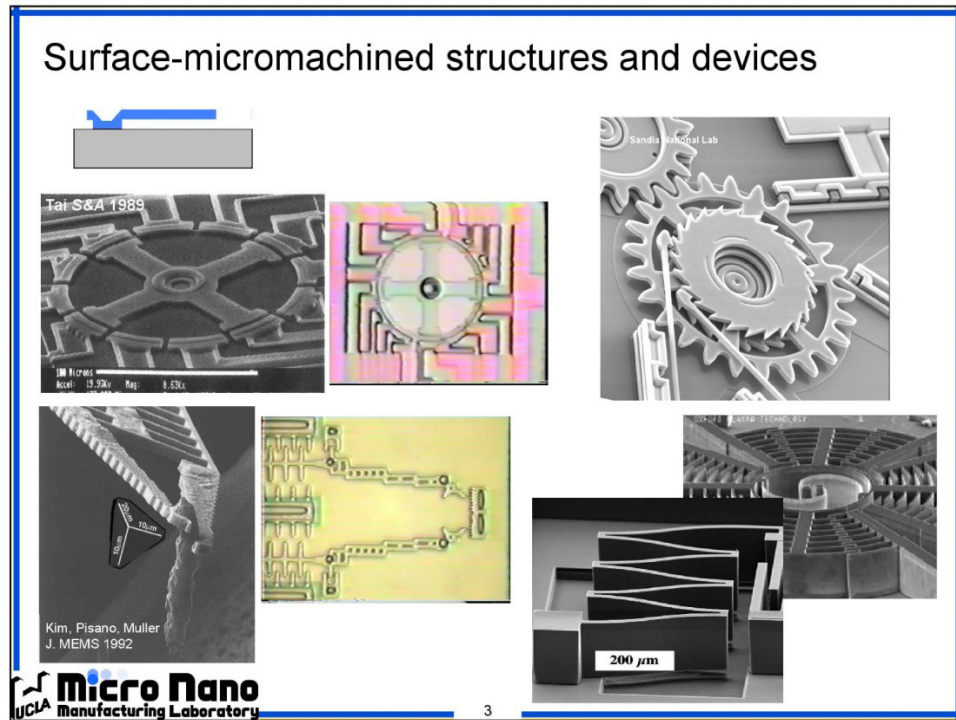 Surface-micromachined structures and devices
Sandia National Lab
Tai S&A 1989
100 Microns
Accel: 19.93Kv Mag: 0.63Kx
OXFORD PLASMA TECHNOLOGY
20μm
10μm
10μm
Kim, Pisano, Muller
J. MEMS 1992
200 μm
UCLA
Micro Nano
Manufacturing Laboratory
3